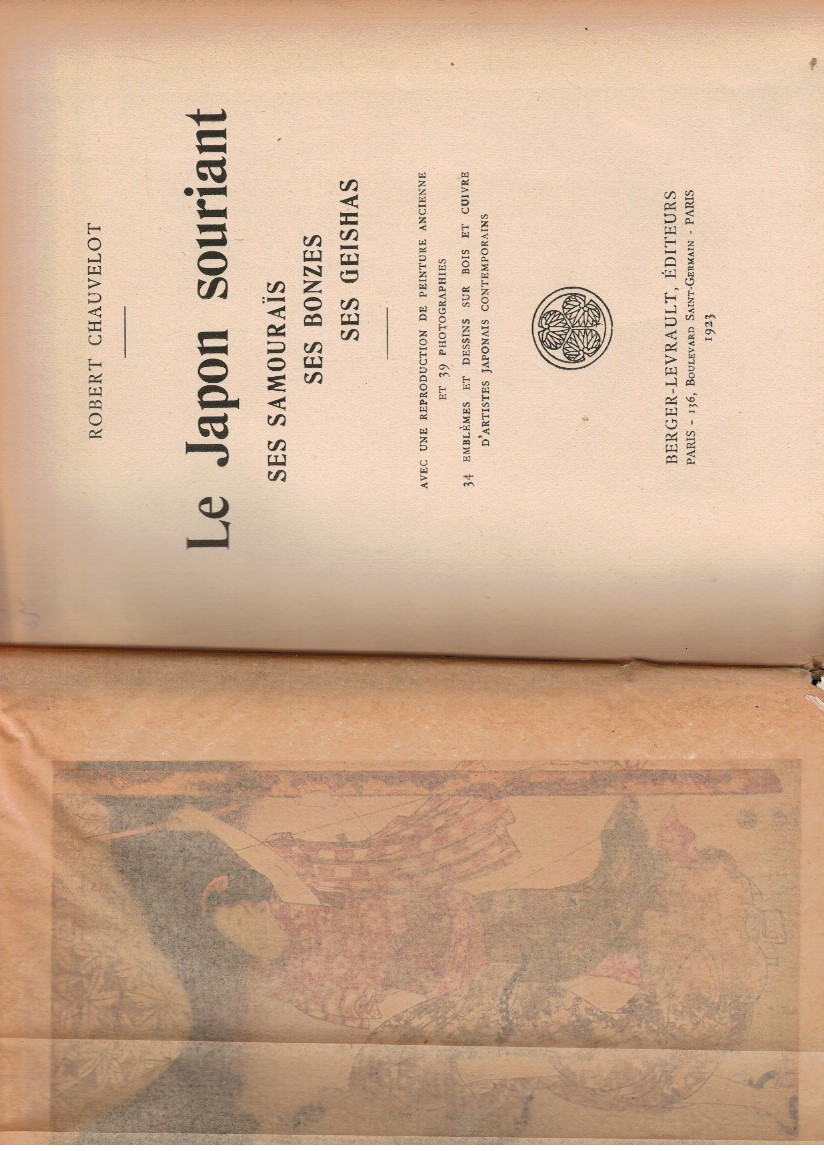 ROBERT CHAUVELOT
Le Japon souriant
SES SAMOURAÏS
SES BONZES
SES GEISHAS
AVEC UNE REPRODUCTION DE PEINTURE ANCIENNE
ET 39 PHOTOGRAPHIES
34 EMBLÈMES ET DESSINS SUR BOIS ET CUIVRE
D'ARTISTES JAPONAIS CONTEMPORAINS
BERGER-LEVRAULT, ÉDITEURS
PARIS - 136, BOULEVARD SAINT-GERMAIN - PARIS
1923